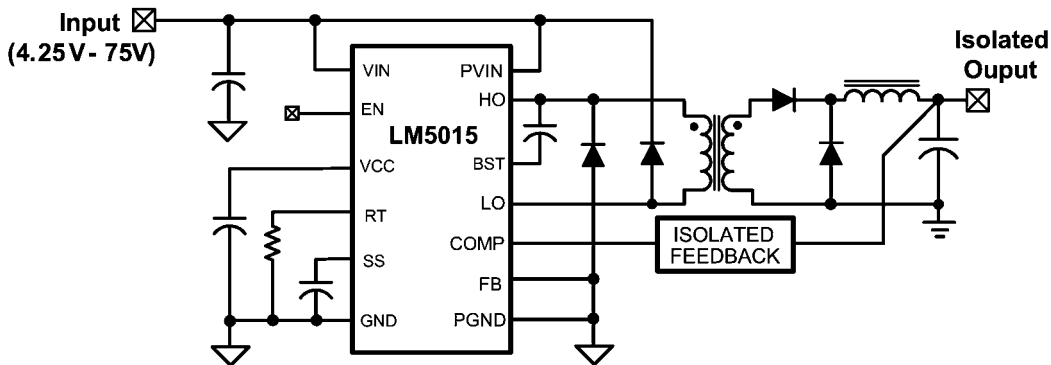 Input
(4.25V - 75V)
Isolated
Ouput
VIN
PVIN
HO
EN
LM5015
BST
VCC
LO
RT
COMP
ISOLATED
FEEDBACK
SS
FB
GND
PGND